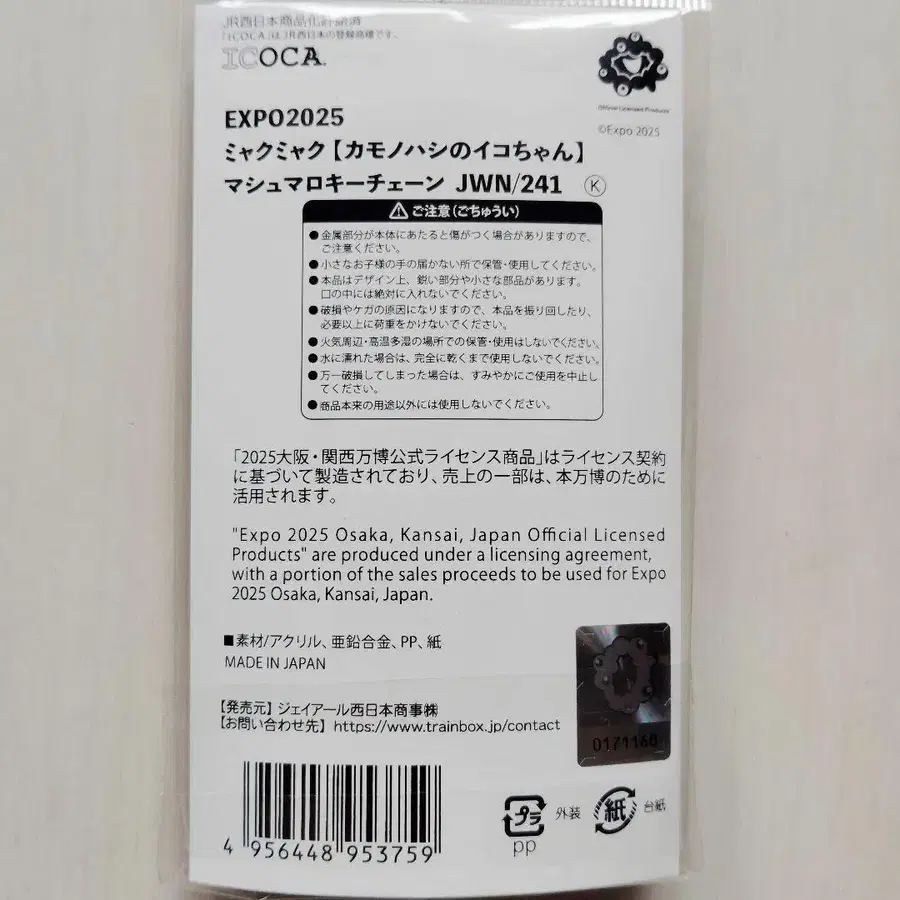 JR西日本商品化許諾済
「ICOCA」はJR西日本の登録商標です。
ICOCA
Official Licensed Products
©Expo 2025
EXPO2025
ミャクミャク【カモノハシのイコちゃん】
マシュマロキーチェーン JWN/241 Ⓚ
ご注意(ごちゅうい)
●金属部分が本体にあたると傷がつく場合がありますので、
ご注意ください。
●小さなお子様の手の届かない所で保管・使用してください。
●本品はデザイン上、鋭い部分や小さな部品があります。
口の中には絶対に入れないでください。
●破損やケガの原因になりますので、本品を振り回したり、
必要以上に荷重をかけないでください。
●火気周辺・高温多湿の場所での保管・使用はしないでください。
●水に濡れた場合は、完全に乾くまで使用しないでください。
●万一破損してしまった場合は、すみやかにご使用を中止し
てください。
●商品本来の用途以外には使用しないでください。
「2025大阪・関西万博公式ライセンス商品」はライセンス契約
に基づいて製造されており、売上の一部は、本万博のために
活用されます。
"Expo 2025 Osaka, Kansai, Japan Official Licensed
Products" are produced under a licensing agreement,
with a portion of the sales proceeds to be used for Expo
2025 Osaka, Kansai, Japan.
■素材/アクリル、亜鉛合金、PP、紙
MADE IN JAPAN
【発売元】ジェイアール西日本商事㈱
【お問い合わせ先】https://www.trainbox.jp/contact
0171160
4 956448 953759
プラ 外装
PP
紙 台紙